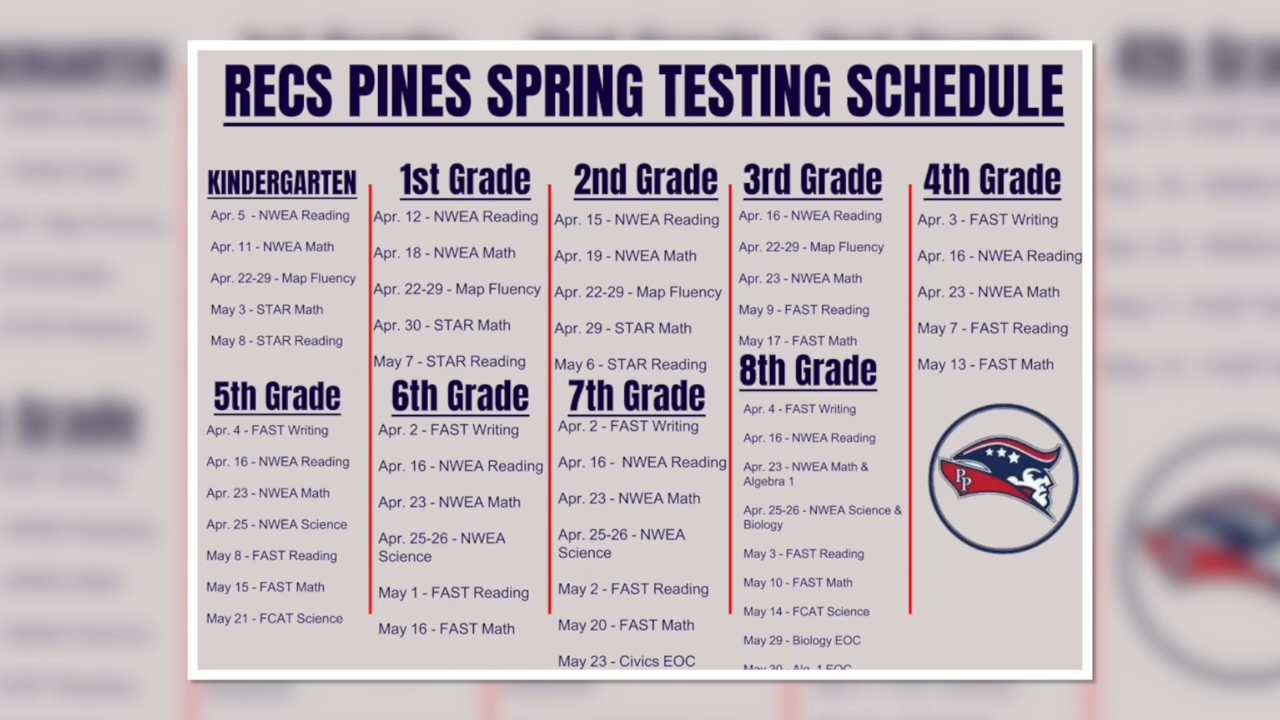 RECS PINES SPRING TESTING SCHEDULE
KINDERGARTEN
Apr. 5 - NWEA Reading
Apr. 11 - NWEA Math
Apr. 22-29 - Map Fluency
May 3 - STAR Math
May 8 - STAR Reading
1st Grade
Apr. 12 - NWEA Reading
Apr. 18 - NWEA Math
Apr. 22-29 - Map Fluency
Apr. 30 - STAR Math
May 7 - STAR Reading
2nd Grade
Apr. 15 - NWEA Reading
Apr. 19 - NWEA Math
Apr. 22-29 - Map Fluency
Apr. 29 - STAR Math
May 6 - STAR Reading
3rd Grade
Apr. 16 - NWEA Reading
Apr. 22-29 - Map Fluency
Apr. 23 - NWEA Math
May 9 - FAST Reading
May 17 - FAST Math
4th Grade
Apr. 3 - FAST Writing
Apr. 16 - NWEA Reading
Apr. 23 - NWEA Math
May 7 - FAST Reading
May 13 - FAST Math
5th Grade
Apr. 4 - FAST Writing
Apr. 16 - NWEA Reading
Apr. 23 - NWEA Math
Apr. 25 - NWEA Science
May 8 - FAST Reading
May 15 - FAST Math
May 21 - FCAT Science
6th Grade
Apr. 2 - FAST Writing
Apr. 16 - NWEA Reading
Apr. 23 - NWEA Math
Apr. 25-26 - NWEA
Science
May 1 - FAST Reading
May 16 - FAST Math
7th Grade
Apr. 2 - FAST Writing
Apr. 16 - NWEA Reading
Apr. 23 - NWEA Math
Apr. 25-26 - NWEA
Science
May 2 - FAST Reading
May 20 - FAST Math
May 23 - Civics EOC
8th Grade
Apr. 4 - FAST Writing
Apr. 16 - NWEA Reading
Apr. 23 - NWEA Math &
Algebra 1
Apr. 25-26 - NWEA Science &
Biology
May 3 - FAST Reading
May 10 - FAST Math
May 14 - FCAT Science
May 29 - Biology EOC
May 30 - Alg. 1 EOC
PP